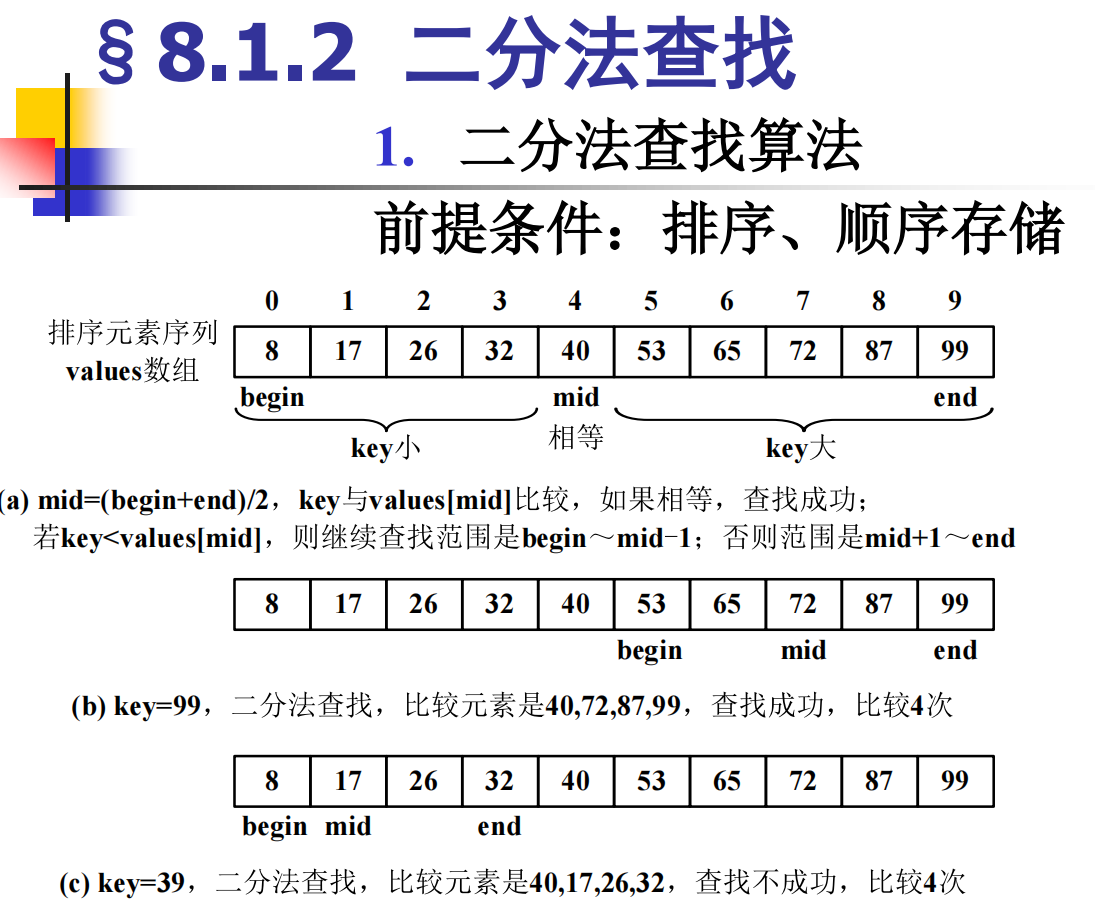 §8.1.2 二分法查找
1. 二分法查找算法
前提条件：排序、顺序存储
0 1 2 3 4 5 6 7 8 9
排序元素序列
values数组
8 17 26 32 40 53 65 72 87 99
begin mid end
key小 相等 key大
(a) mid=(begin+end)/2，key与values[mid]比较，如果相等，查找成功；
若key<values[mid]，则继续查找范围是begin～mid-1；否则范围是mid+1～end
8 17 26 32 40 53 65 72 87 99
begin mid end
(b) key=99，二分法查找，比较元素是40,72,87,99，查找成功，比较4次
8 17 26 32 40 53 65 72 87 99
begin mid end
(c) key=39，二分法查找，比较元素是40,17,26,32，查找不成功，比较4次